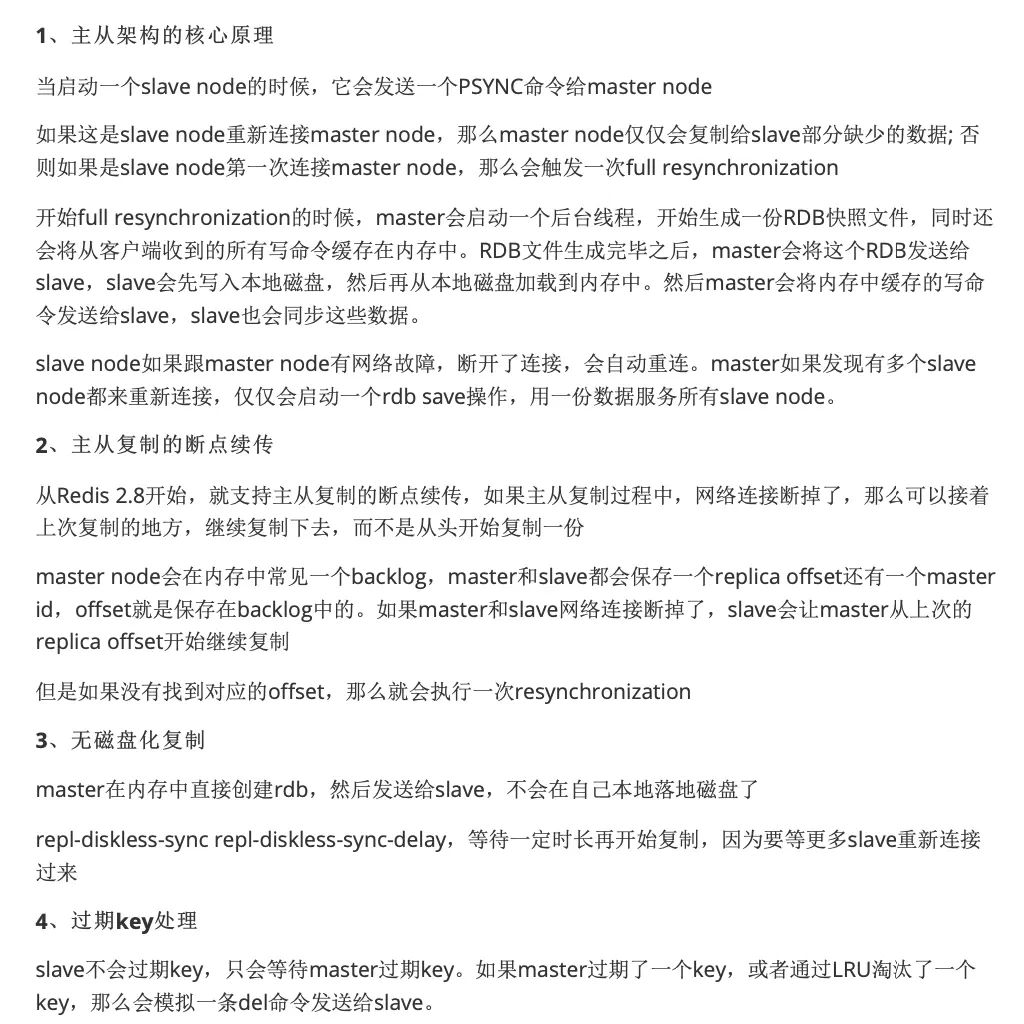 1、主从架构的核心原理
当启动一个slave node的时候，它会发送一个PSYNC命令给master node
如果这是slave node重新连接master node，那么master node仅仅会复制给slave部分缺少的数据; 否
则如果是slave node第一次连接master node，那么会触发一次full resynchronization
开始full resynchronization的时候，master会启动一个后台线程，开始生成一份RDB快照文件，同时还
会将从客户端收到的所有写命令缓存在内存中。RDB文件生成完毕之后，master会将这个RDB发送给
slave，slave会先写入本地磁盘，然后再从本地磁盘加载到内存中。然后master会将内存中缓存的写命
令发送给slave，slave也会同步这些数据。
slave node如果跟master node有网络故障，断开了连接，会自动重连。master如果发现有多个slave
node都来重新连接，仅仅会启动一个rdb save操作，用一份数据服务所有slave node。
2、主从复制的断点续传
从Redis 2.8开始，就支持主从复制的断点续传，如果主从复制过程中，网络连接断掉了，那么可以接着
上次复制的地方，继续复制下去，而不是从头开始复制一份
master node会在内存中常见一个backlog，master和slave都会保存一个replica offset还有一个master
id，offset就是保存在backlog中的。如果master和slave网络连接断掉了，slave会让master从上次的
replica offset开始继续复制
但是如果没有找到对应的offset，那么就会执行一次resynchronization
3、无磁盘化复制
master在内存中直接创建rdb，然后发送给slave，不会在自己本地落地磁盘了
repl-diskless-sync repl-diskless-sync-delay，等待一定时长再开始复制，因为要等更多slave重新连接
过来
4、过期key处理
slave不会过期key，只会等待master过期key。如果master过期了一个key，或者通过LRU淘汰了一个
key，那么会模拟一条del命令发送给slave。